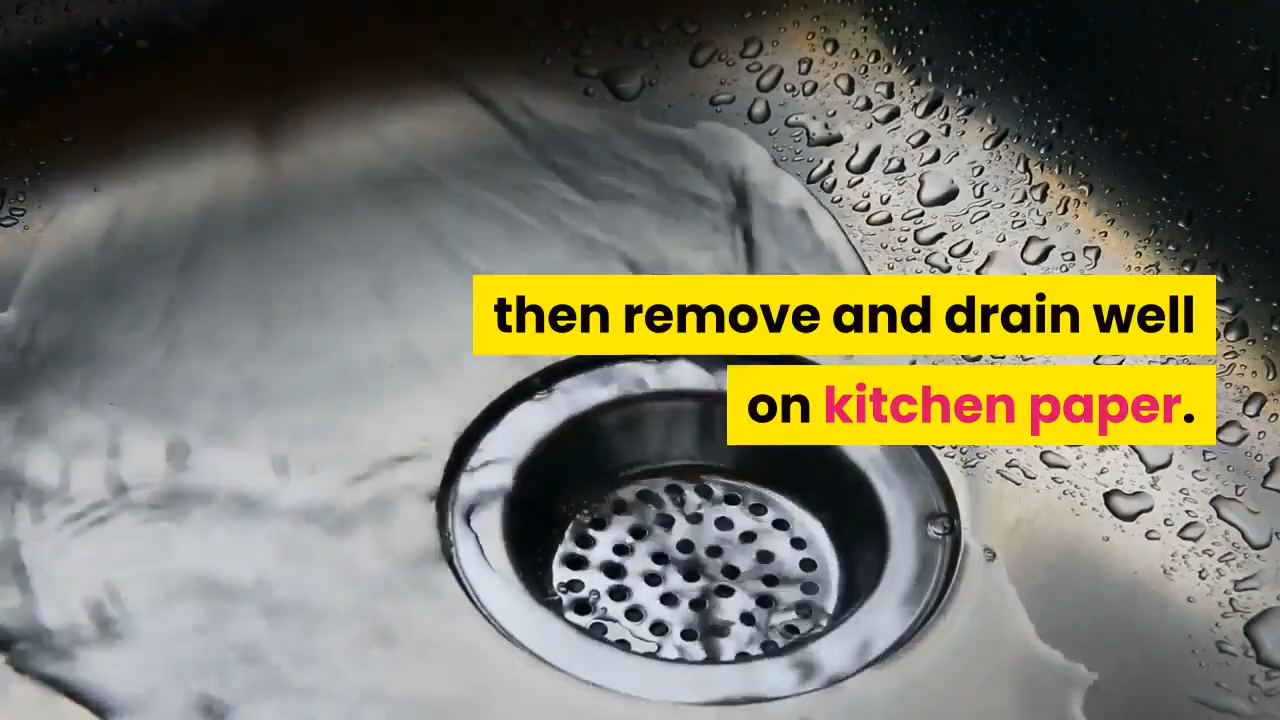 then remove and drain well
on kitchen paper.